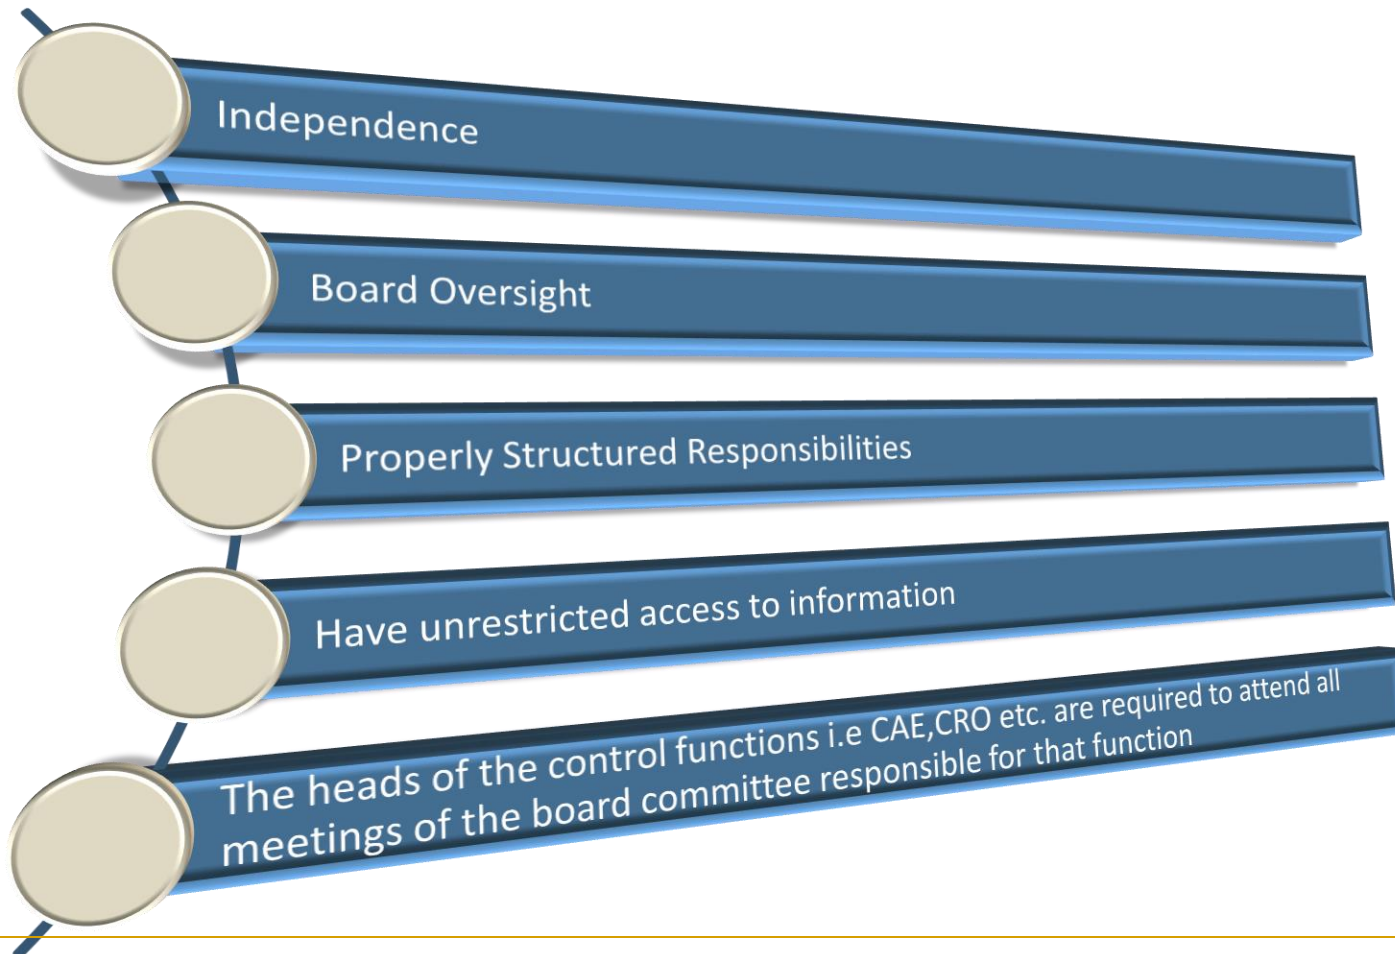 Independence
Board Oversight
Properly Structured Responsibilities
Have unrestricted access to information
The heads of the control functions i.e CAE,CRO etc. are required to attend all
meetings of the board committee responsible for that function